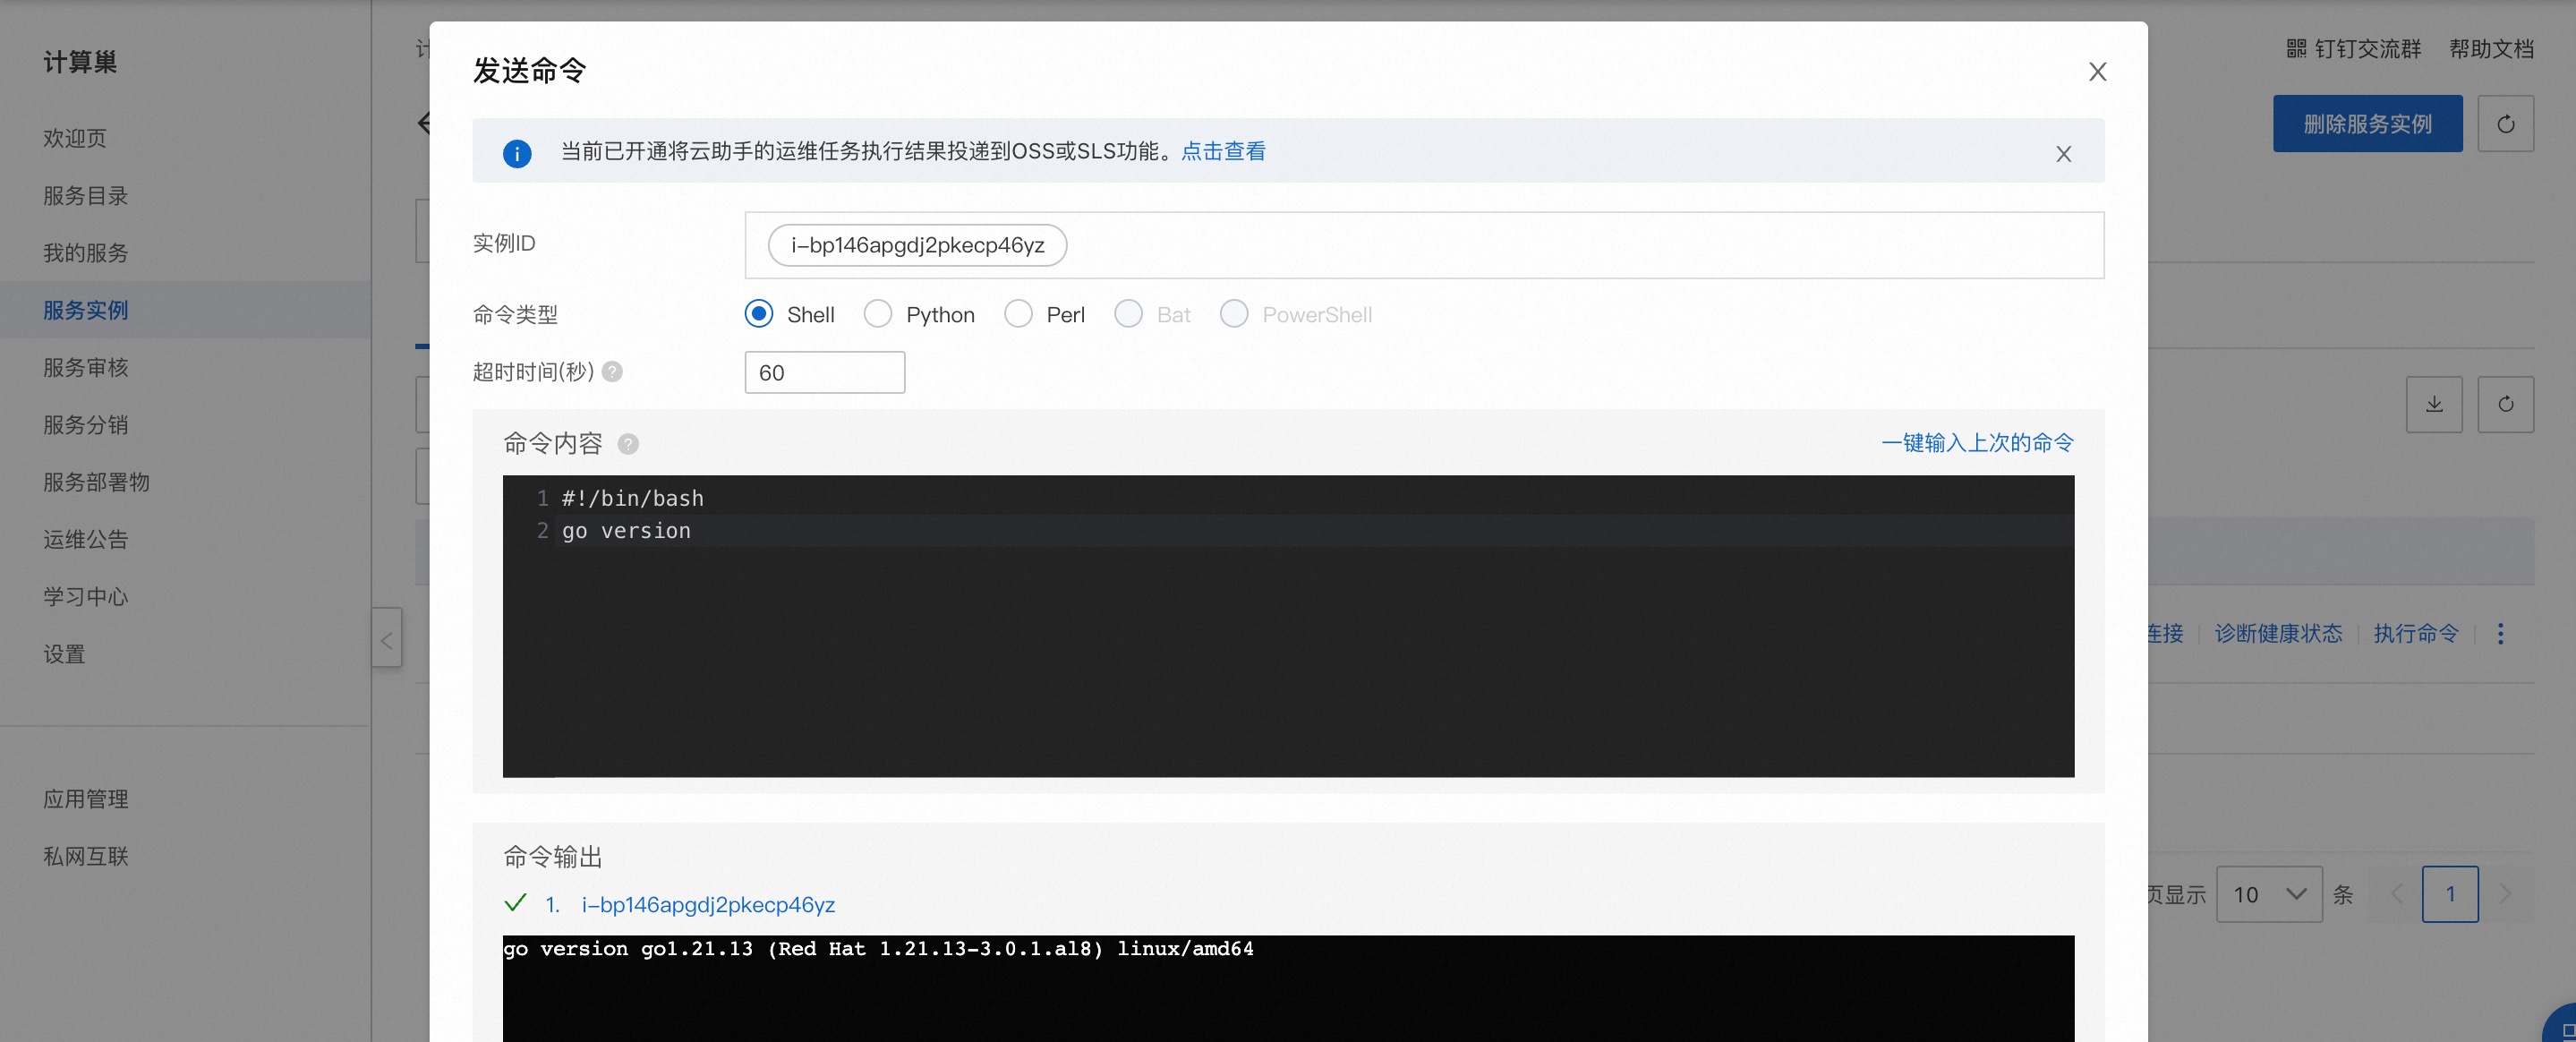 计算巢
欢迎页
服务目录
我的服务
服务实例
服务审核
服务分销
服务部署物
运维公告
学习中心
设置
应用管理
私网互联
钉钉交流群 帮助文档
删除服务实例
发送命令
当前已开通将云助手的运维任务执行结果投递到OSS或SLS功能。点击查看
实例ID i-bp146apgdj2pkecp46yz
命令类型 Shell Python Perl Bat PowerShell
超时时间(秒) 60
命令内容 一键输入上次的命令
1 #!/bin/bash
2 go version
连接 诊断健康状态 执行命令
命令输出
页显示 10 条 1
1. i-bp146apgdj2pkecp46yz
go version go1.21.13 (Red Hat 1.21.13-3.0.1.al8) linux/amd64